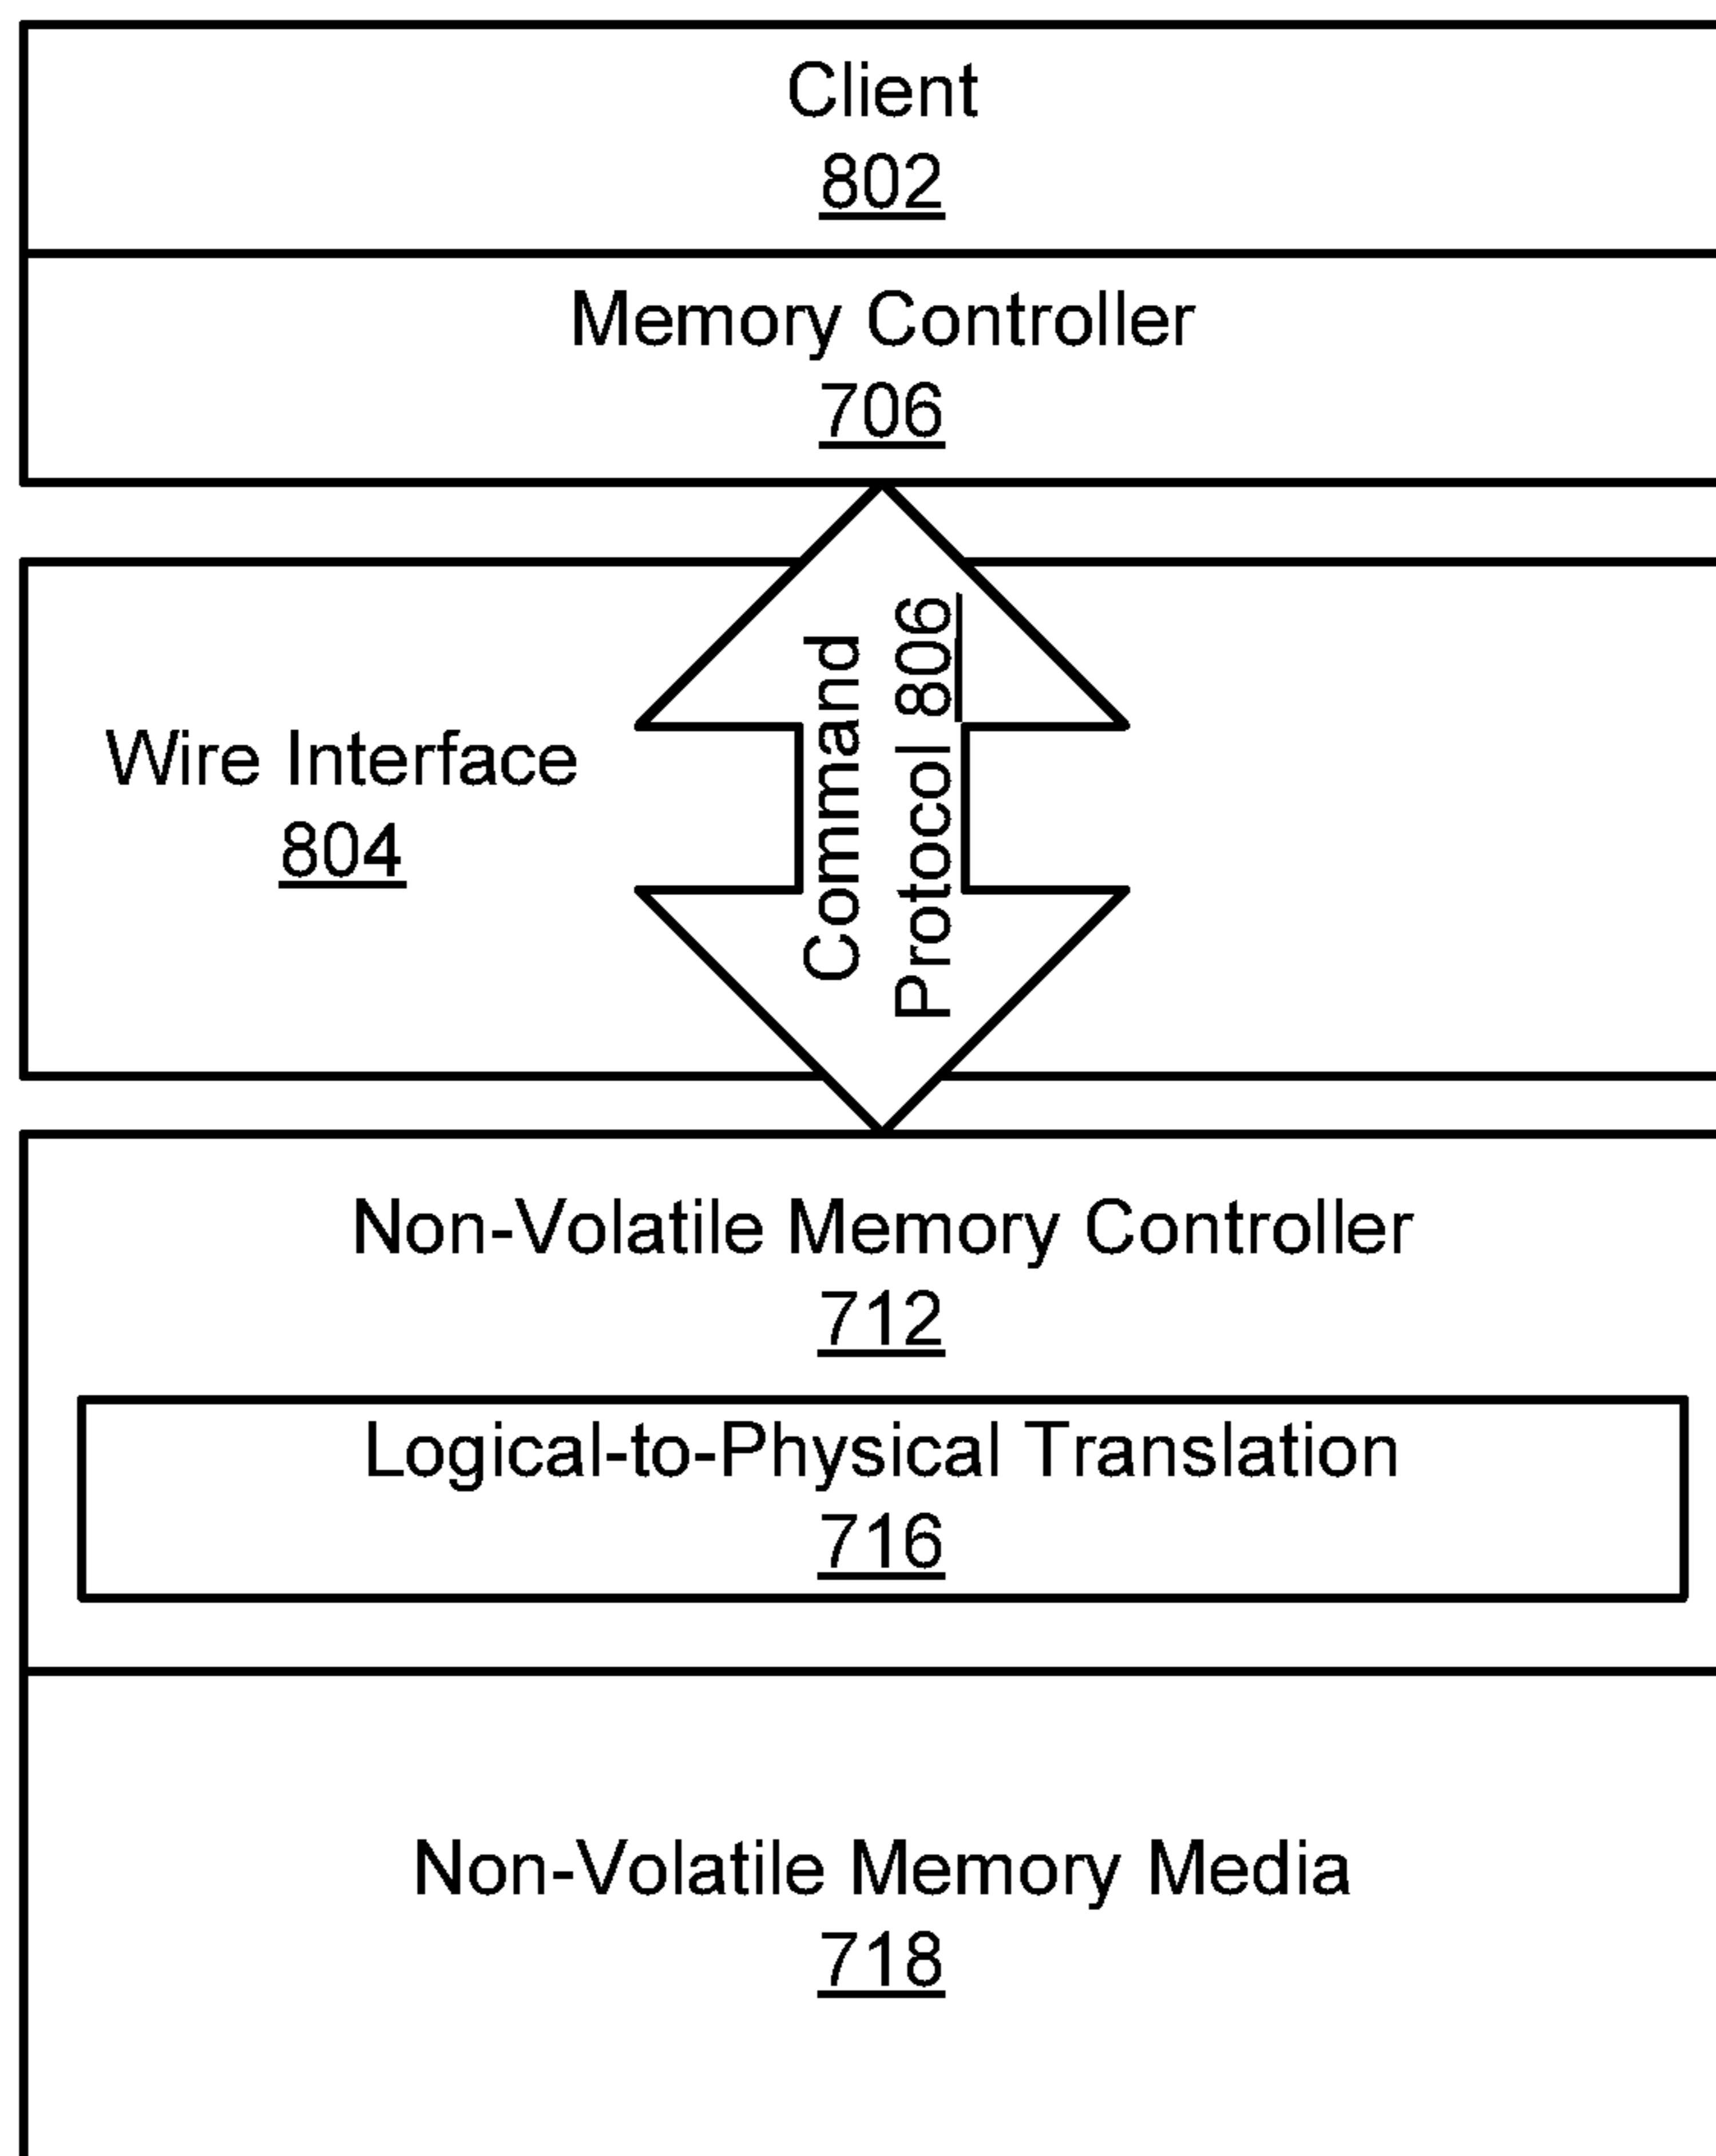 Client
802
Memory Controller
706
Wire Interface
804
Command
Protocol 806
Non-Volatile Memory Controller
712
Logical-to-Physical Translation
716
Non-Volatile Memory Media
718